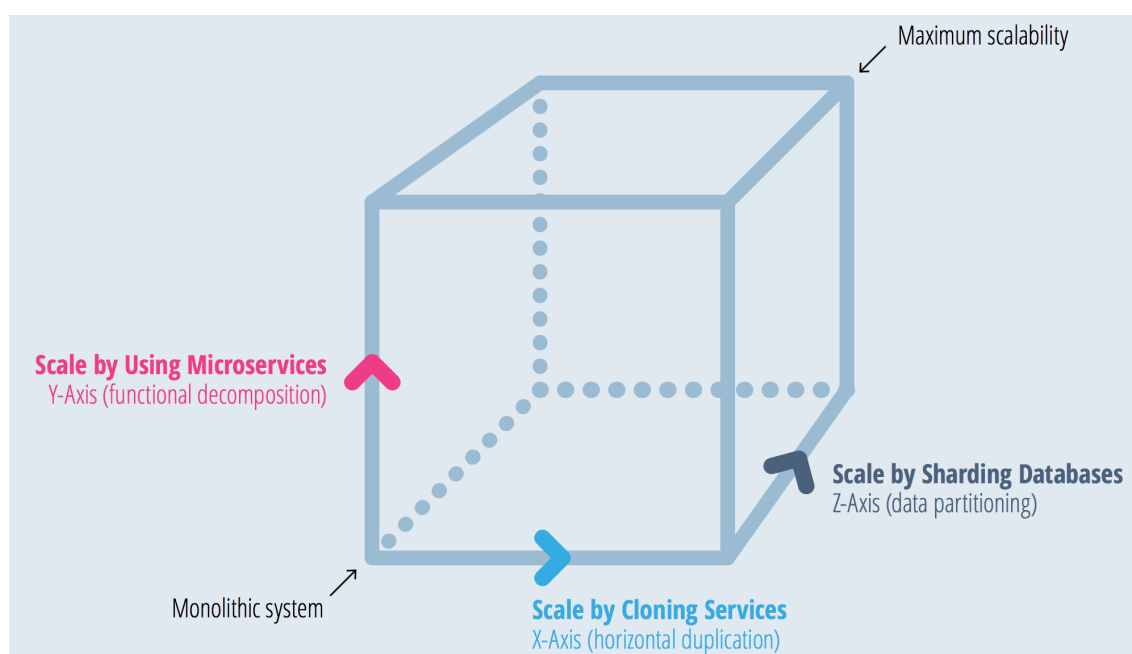 Maximum scalability
Scale by Using Microservices
Y-Axis (functional decomposition)
Scale by Sharding Databases
Z-Axis (data partitioning)
Monolithic system
Scale by Cloning Services
X-Axis (horizontal duplication)